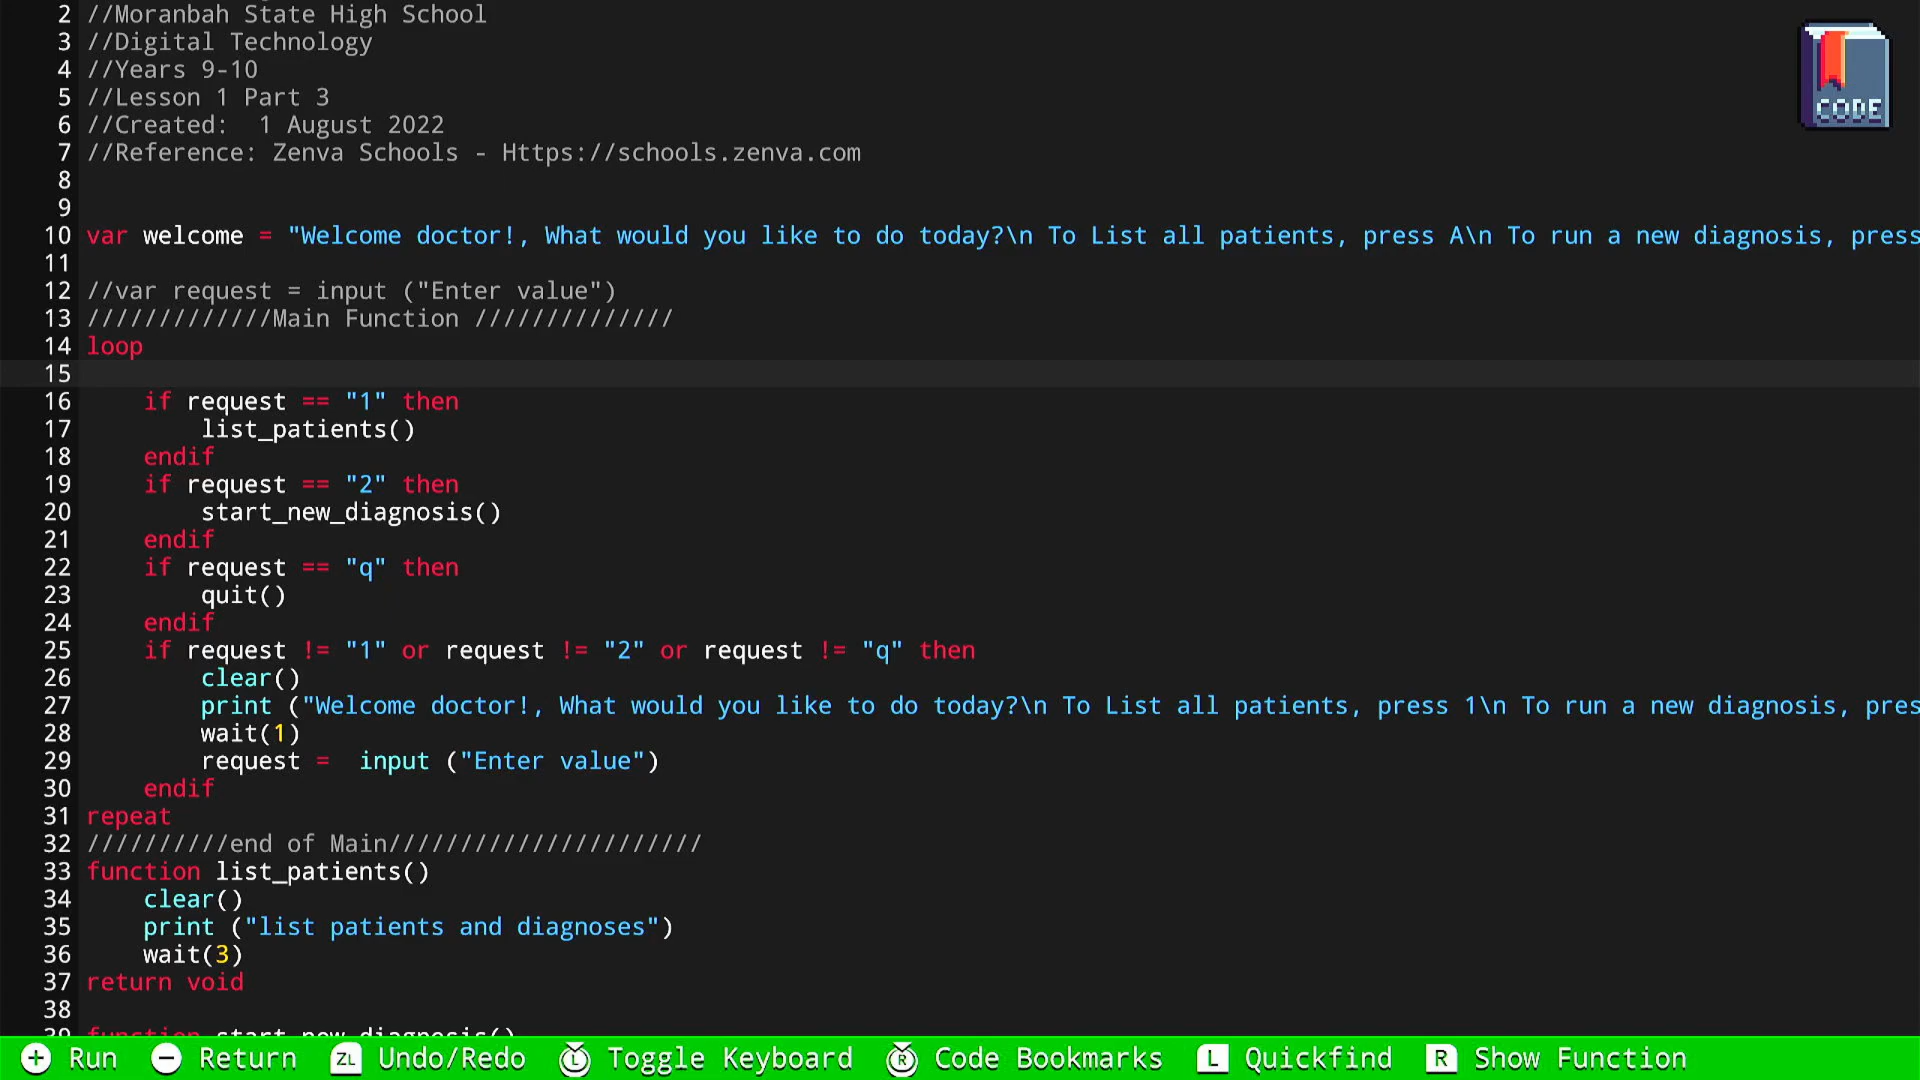 2 //Moranbah State High School
3 //Digital Technology
4 //Years 9-10
5 //Lesson 1 Part 3
6 //Created:  1 August 2022
7 //Reference: Zenva Schools - Https://schools.zenva.com
8
9
10 var welcome = "Welcome doctor!, What would you like to do today?\n To List all patients, press A\n To run a new diagnosis, press
11
12 //var request = input ("Enter value")
13 /////////////Main Function //////////////
14 loop
15
16     if request == "1" then
17         list_patients()
18     endif
19     if request == "2" then
20         start_new_diagnosis()
21     endif
22     if request == "q" then
23         quit()
24     endif
25     if request != "1" or request != "2" or request != "q" then
26         clear()
27         print ("Welcome doctor!, What would you like to do today?\n To List all patients, press 1\n To run a new diagnosis, pres
28         wait(1)
29         request =  input ("Enter value")
30     endif
31 repeat
32 //////////end of Main//////////////////////
33 function list_patients()
34     clear()
35     print ("list patients and diagnoses")
36     wait(3)
37 return void
38
39 function start_new_diagnosis()
CODE
+ Run - Return ZL Undo/Redo L Toggle Keyboard R Code Bookmarks L Quickfind R Show Function